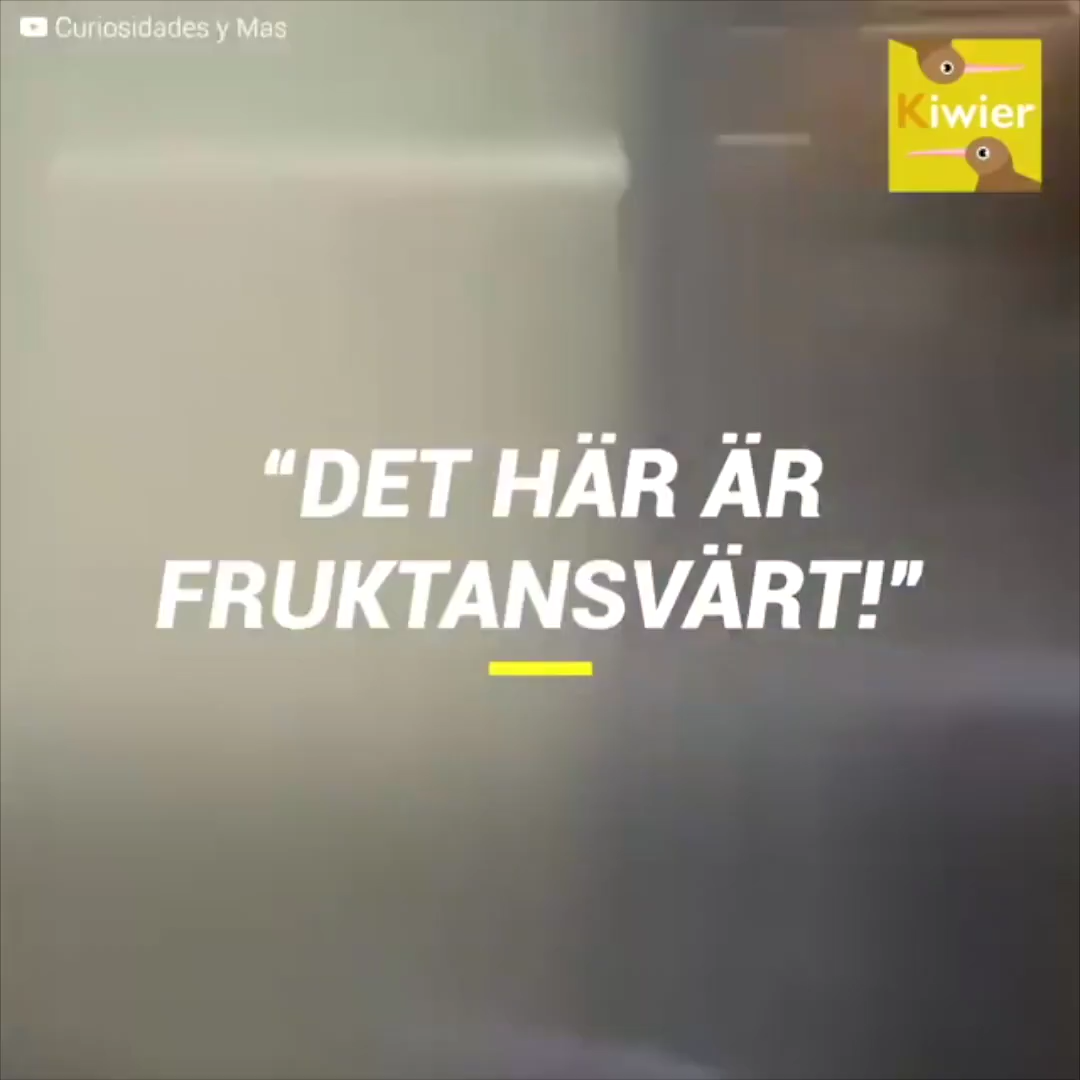 Curiosidades y Mas
Kiwier
“DET HÄR ÄR
FRUKTANSVÄRT!”